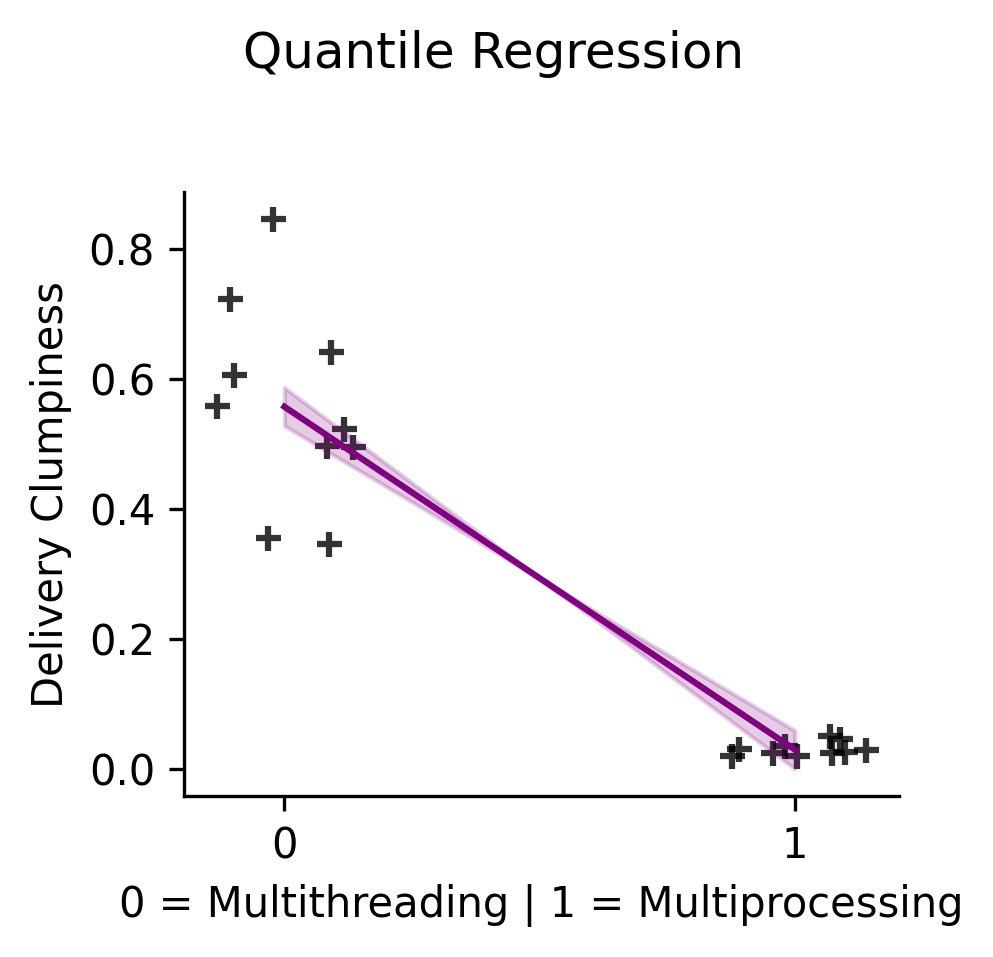 Quantile Regression
Delivery Clumpiness
0.8
0.6
0.4
0.2
0.0
0 1
0 = Multithreading | 1 = Multiprocessing